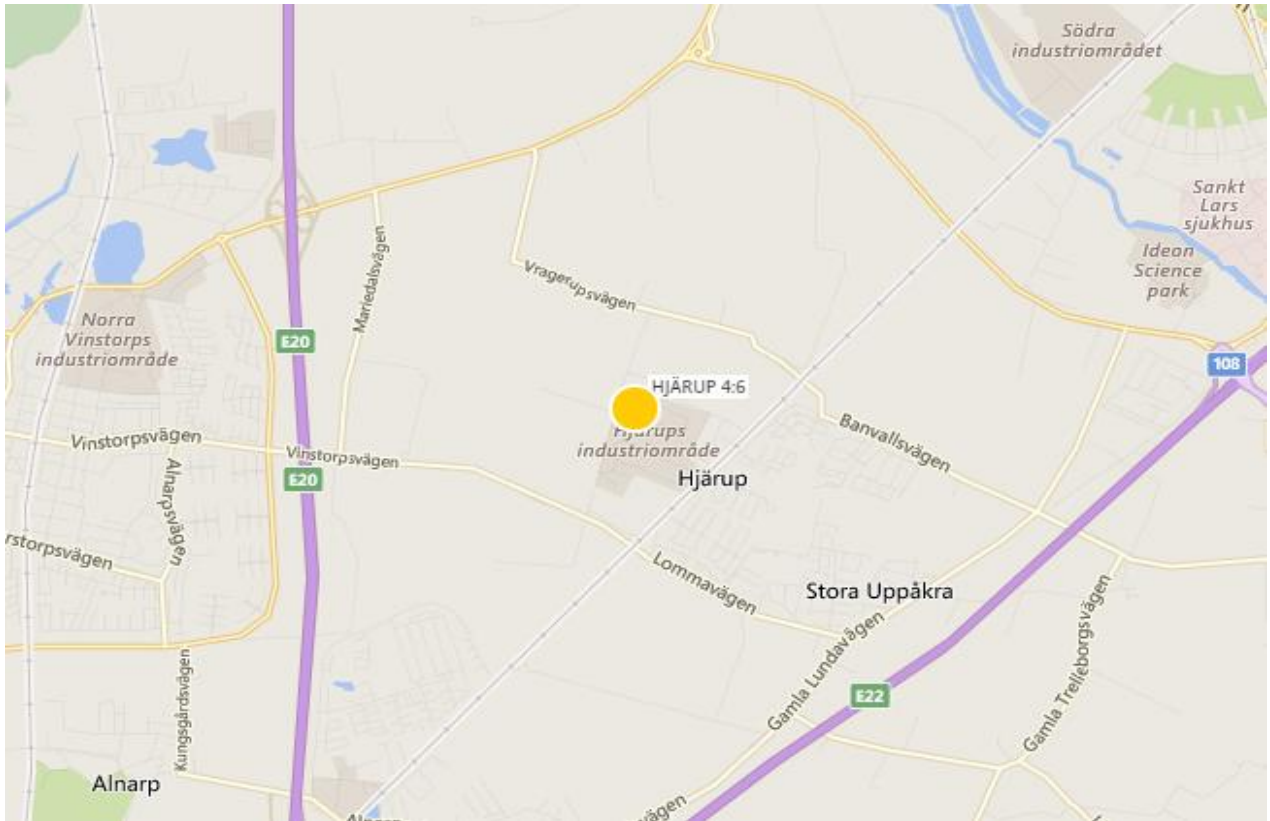 Södra
industriområdet
Sankt
Lars
sjukhus
Ideon
Science
park
Mariedalsvägen
Vragerupsvägen
Norra
Vinstorps
industriområde
E20
108
HJÄRUP 4:6
Hjärups
industriområde
Banvallsvägen
Vinstorpsvägen
Vinstorpsvägen
E20
Hjärup
Alnarpsvägen
rstorpsvägen
Lommavägen
Stora Uppåkra
Gamla Lundavägen
Gamla Trelleborgsvägen
E22
Kungsgårdsvägen
Alnarp
vägen
Alnarp